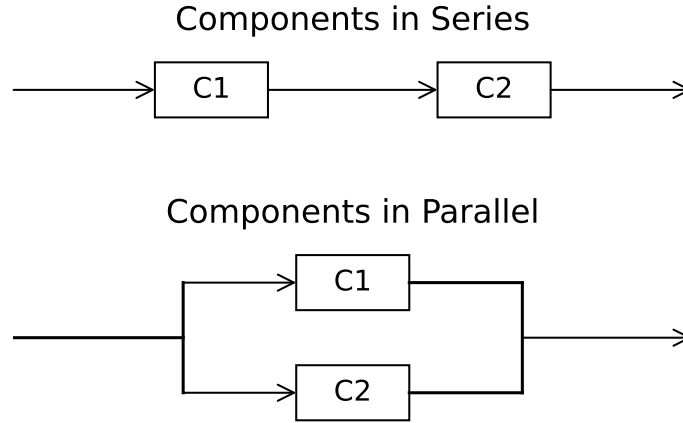 Components in Series
C1
C2
Components in Parallel
C1
C2